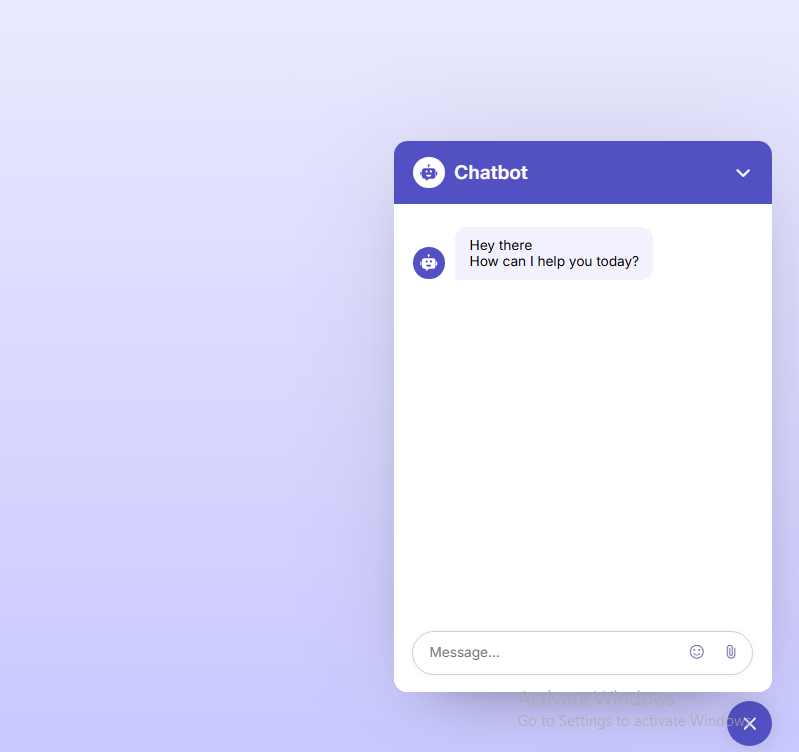 Chatbot
Hey there
How can I help you today?
Message...
Activate Windows
Go to Settings to activate Windows.